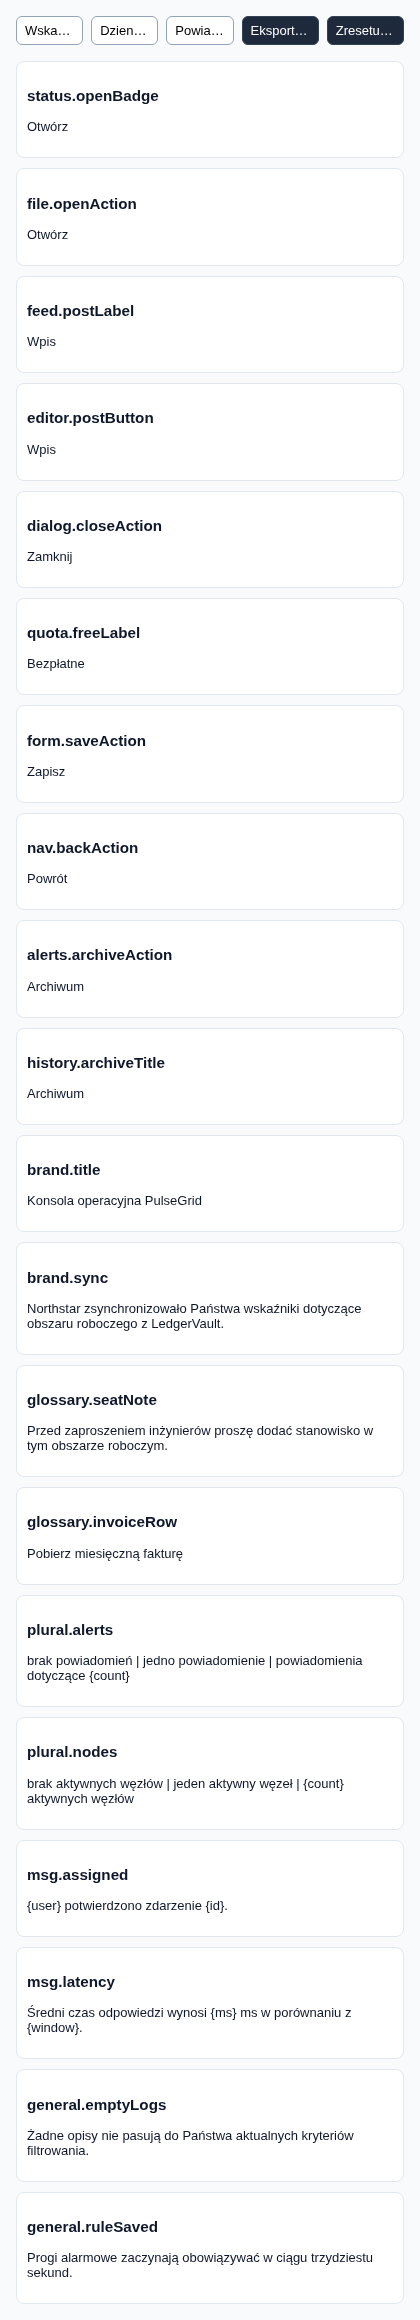 Wska…
Dzien…
Powia…
Eksport…
Zresetu…
status.openBadge
Otwórz
file.openAction
Otwórz
feed.postLabel
Wpis
editor.postButton
Wpis
dialog.closeAction
Zamknij
quota.freeLabel
Bezpłatne
form.saveAction
Zapisz
nav.backAction
Powrót
alerts.archiveAction
Archiwum
history.archiveTitle
Archiwum
brand.title
Konsola operacyjna PulseGrid
brand.sync
Northstar zsynchronizowało Państwa wskaźniki dotyczące
obszaru roboczego z LedgerVault.
glossary.seatNote
Przed zaproszeniem inżynierów proszę dodać stanowisko w
tym obszarze roboczym.
glossary.invoiceRow
Pobierz miesięczną fakturę
plural.alerts
brak powiadomień | jedno powiadomienie | powiadomienia
dotyczące {count}
plural.nodes
brak aktywnych węzłów | jeden aktywny węzeł | {count}
aktywnych węzłów
msg.assigned
{user} potwierdzono zdarzenie {id}.
msg.latency
Średni czas odpowiedzi wynosi {ms} ms w porównaniu z
{window}.
general.emptyLogs
Żadne opisy nie pasują do Państwa aktualnych kryteriów
filtrowania.
general.ruleSaved
Progi alarmowe zaczynają obowiązywać w ciągu trzydziestu
sekund.